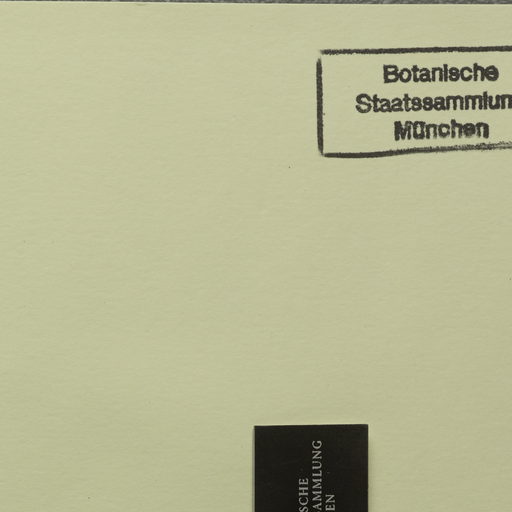 Botanische
Staatssammlun
München
SCHE
AMMLUNG
EN